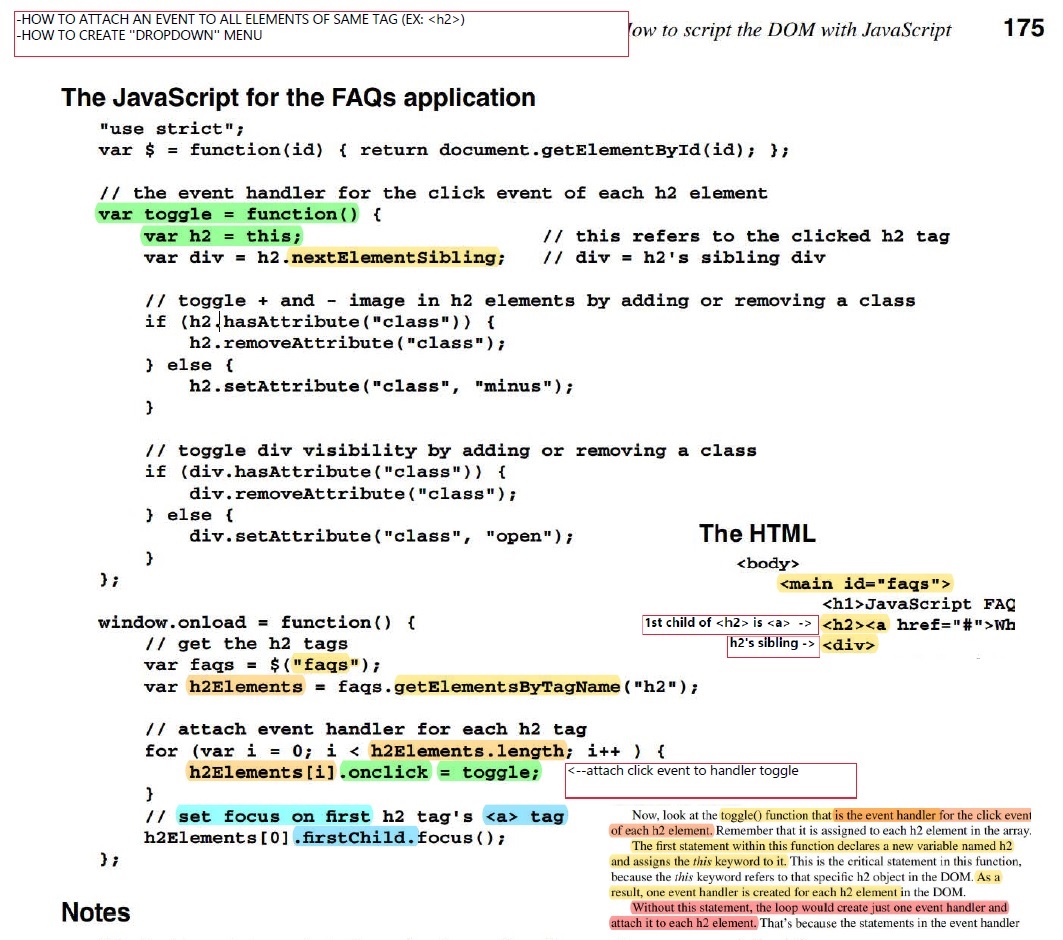 -HOW TO ATTACH AN EVENT TO ALL ELEMENTS OF SAME TAG (EX: <h2>)
-HOW TO CREATE "DROPDOWN" MENU
ow to script the DOM with JavaScript 175
The JavaScript for the FAQs application
"use strict";
var $ = function(id) { return document.getElementById(id); };
// the event handler for the click event of each h2 element
var toggle = function() {
var h2 = this; // this refers to the clicked h2 tag
var div = h2.nextElementSibling; // div = h2's sibling div
// toggle + and - image in h2 elements by adding or removing a class
if (h2.hasAttribute("class")) {
h2.removeAttribute("class");
} else {
h2.setAttribute("class", "minus");
}
// toggle div visibility by adding or removing a class
if (div.hasAttribute("class")) {
div.removeAttribute("class");
} else {
div.setAttribute("class", "open");
}
};
window.onload = function() {
// get the h2 tags
var faqs = $("faqs");
var h2Elements = faqs.getElementsByTagName("h2");
// attach event handler for each h2 tag
for (var i = 0; i < h2Elements.length; i++ ) {
h2Elements[i].onclick = toggle;
<--attach click event to handler toggle
}
// set focus on first h2 tag's <a> tag
h2Elements[0].firstChild.focus();
};
The HTML
<body>
<main id="faqs">
<h1>JavaScript FAQ
1st child of <h2> is <a> -> <h2><a href="#">Wh
h2's sibling -> <div>
Now, look at the toggle() function that is the event handler for the click event
of each h2 element. Remember that it is assigned to each h2 element in the array.
The first statement within this function declares a new variable named h2
and assigns the this keyword to it. This is the critical statement in this function,
because the this keyword refers to that specific h2 object in the DOM. As a
result, one event handler is created for each h2 element in the DOM.
Without this statement, the loop would create just one event handler and
attach it to each h2 element. That's because the statements in the event handler
Notes